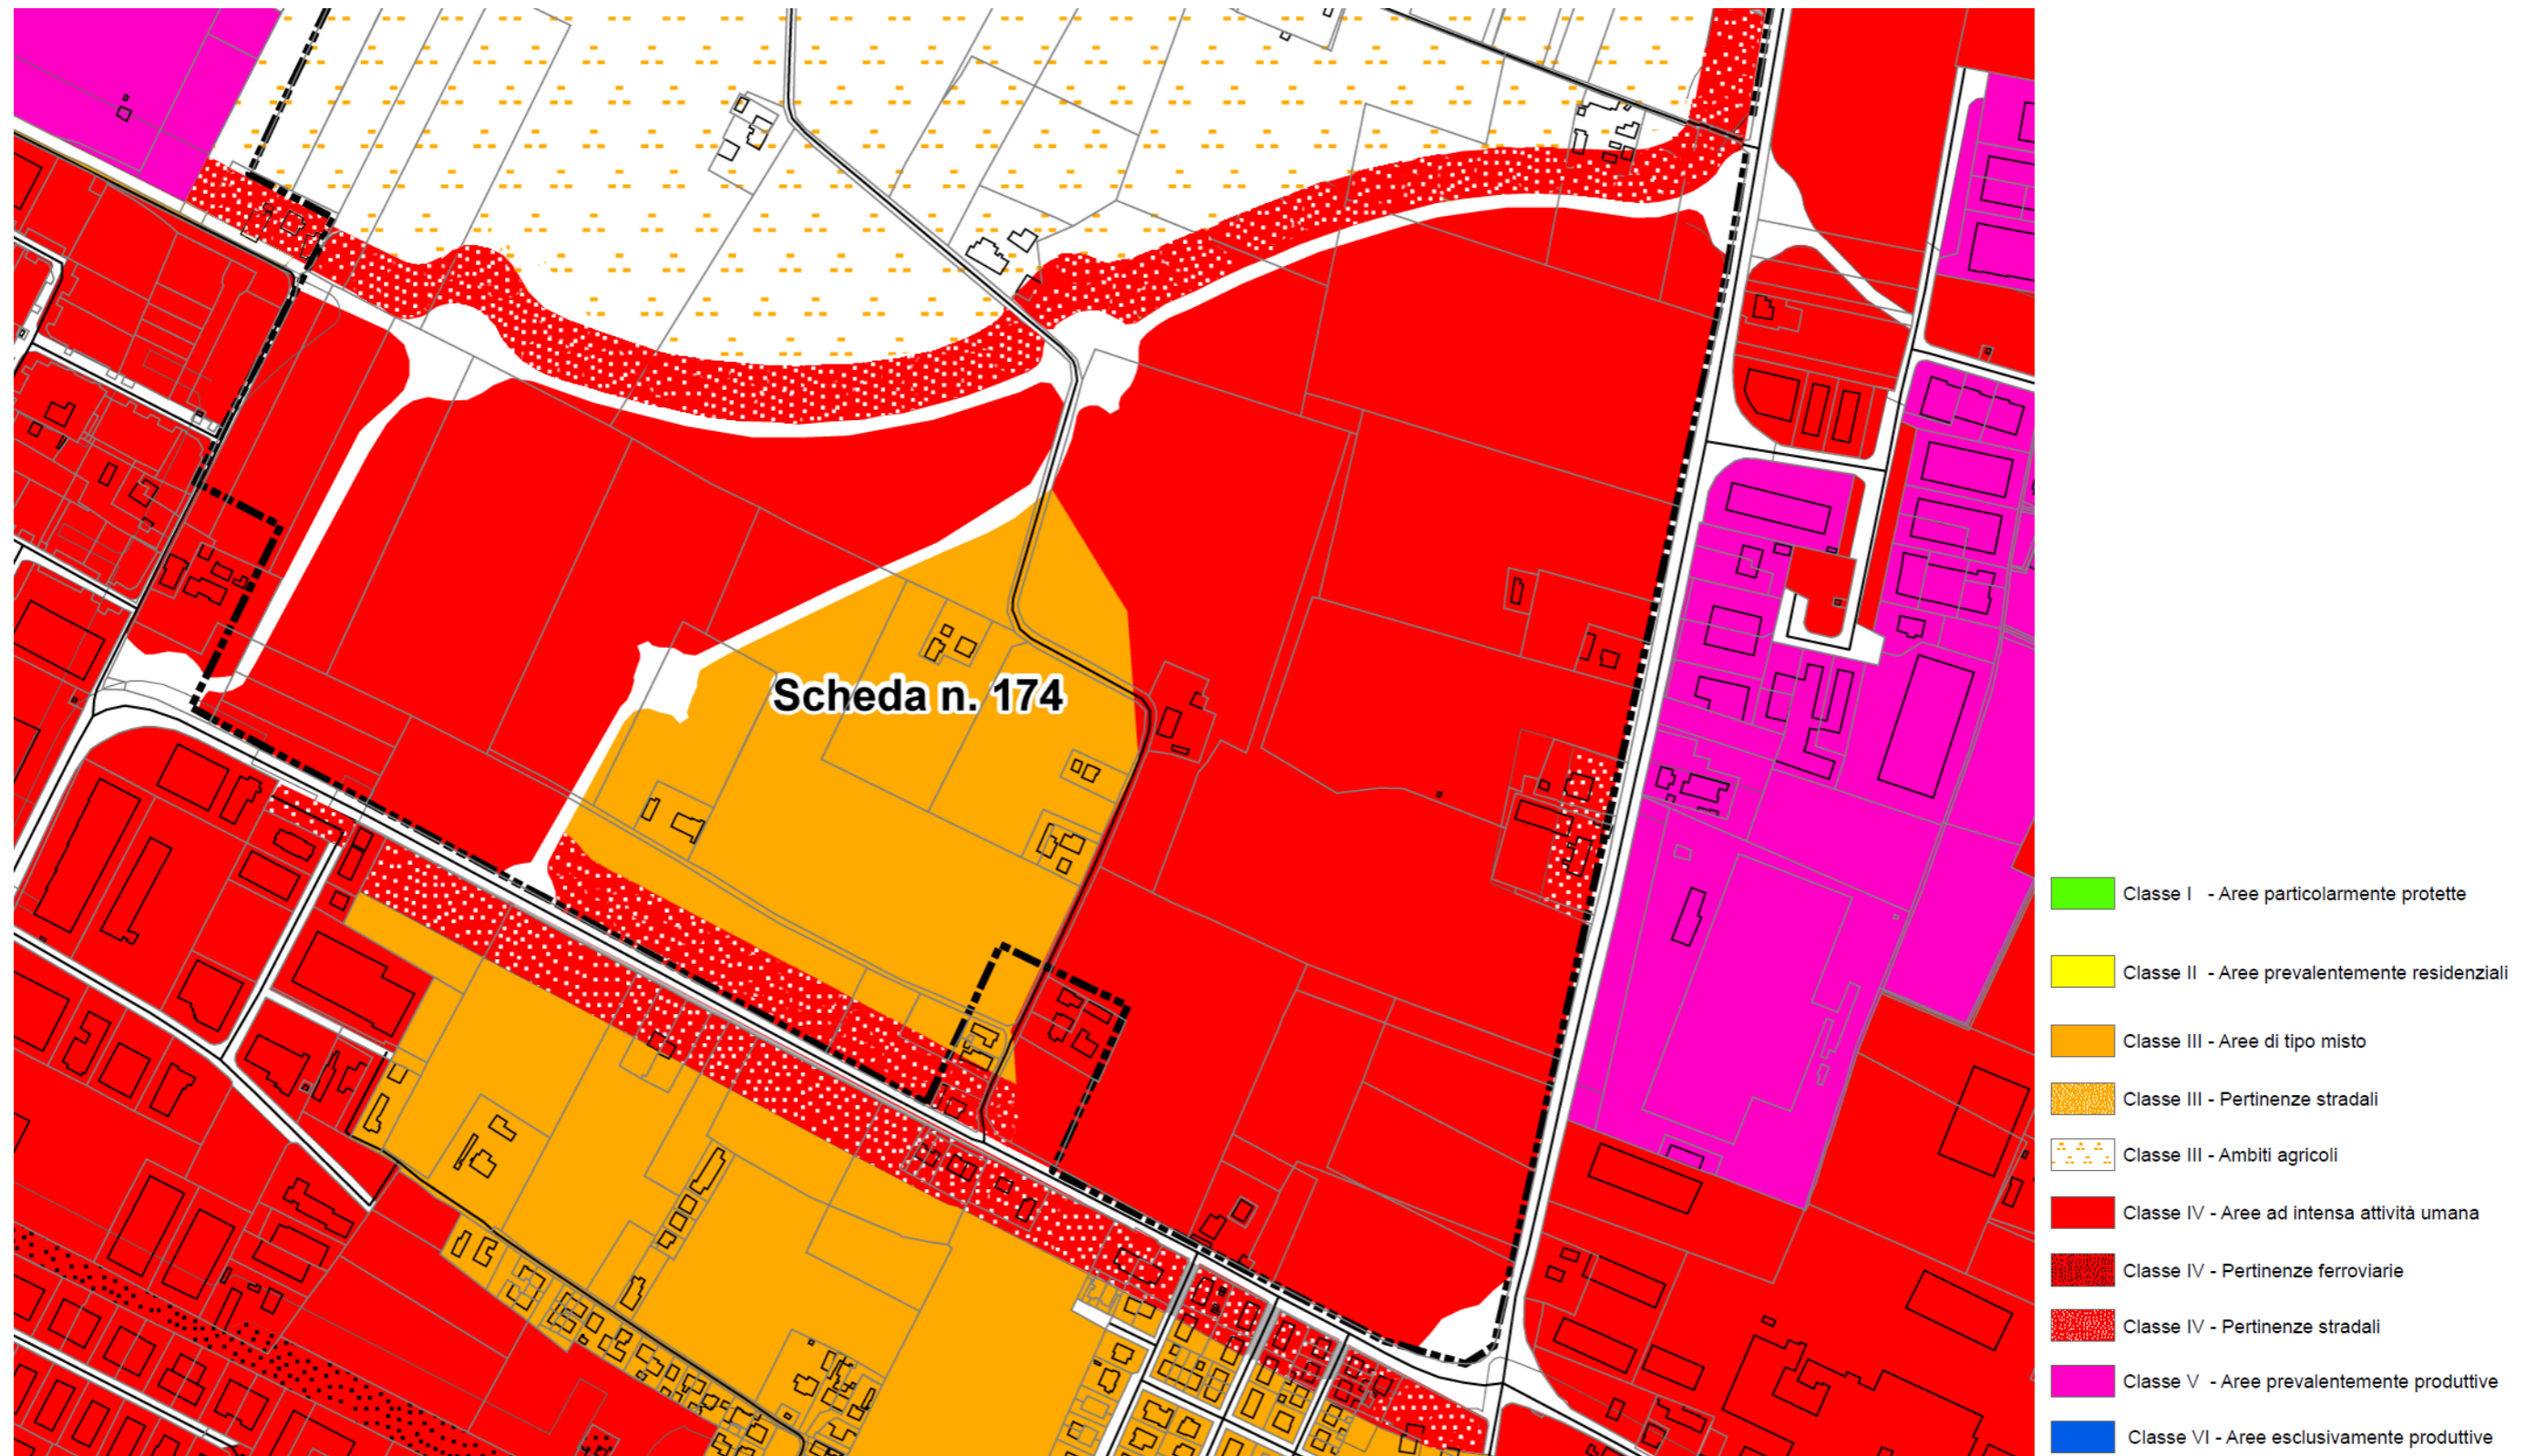 Scheda n. 174
Classe I - Aree particolarmente protette
Classe II - Aree prevalentemente residenziali
Classe III - Aree di tipo misto
Classe III - Pertinenze stradali
Classe III - Ambiti agricoli
Classe IV - Aree ad intensa attività umana
Classe IV - Pertinenze ferroviarie
Classe IV - Pertinenze stradali
Classe V - Aree prevalentemente produttive
Classe VI - Aree esclusivamente produttive